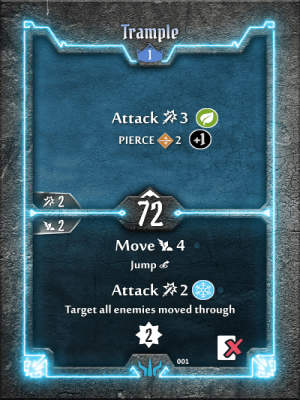 Trample
1
Attack 3
PIERCE 2 +1
2
72
2
Move 4
Jump
Attack 2
Target all enemies moved through
2
001